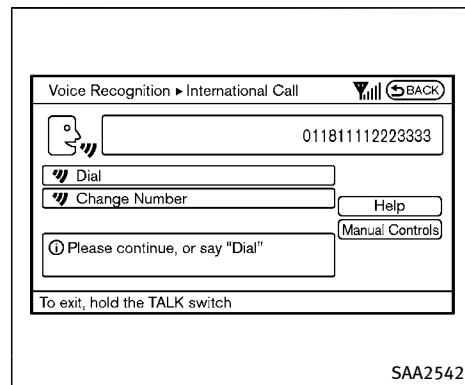 Voice Recognition ▸ International Call BACK
011811112223333
Dial
Change Number
Help
Manual Controls
Please continue, or say "Dial"
To exit, hold the TALK switch
SAA2542